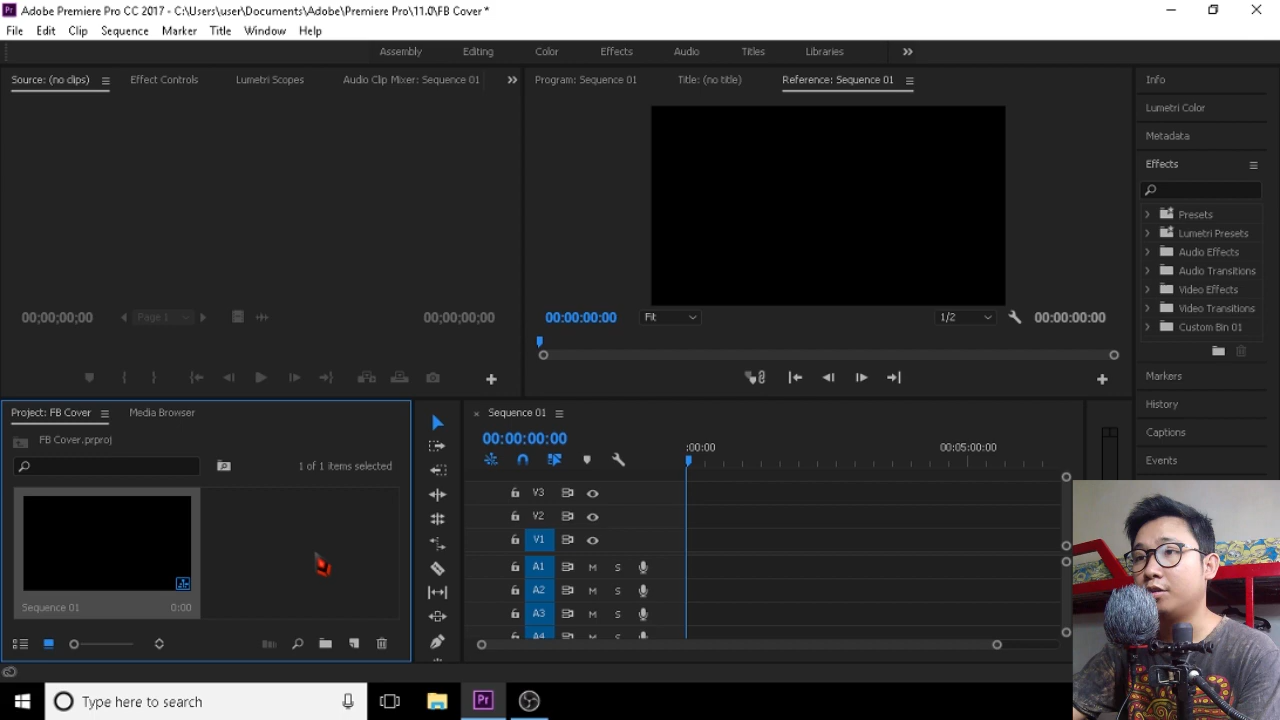 Adobe Premiere Pro CC 2017 - C:\Users\user\Documents\Adobe\Premiere Pro\11.0\FB Cover *
File Edit Clip Sequence Marker Title Window Help
Assembly Editing Color Effects Audio Titles Libraries
Source: (no clips) Effect Controls Lumetri Scopes Audio Clip Mixer: Sequence 01
Program: Sequence 01 Title: (no title) Reference: Sequence 01
Info
Lumetri Color
Metadata
Effects
Presets
Lumetri Presets
Audio Effects
Audio Transitions
Video Effects
Video Transitions
Custom Bin 01
00;00;00;00 Page 1 00;00;00;00
00:00:00:00 Fit 1/2 00:00:00:00
Markers
History
Captions
Events
Project: FB Cover Media Browser
FB Cover.prproj
1 of 1 items selected
Sequence 01 0:00
Sequence 01
00:00:00:00
:00:00 00:05:00:00
V3
V2
V1
A1 M S
A2 M S
A3 M S
A4 M S
Type here to search
Pr